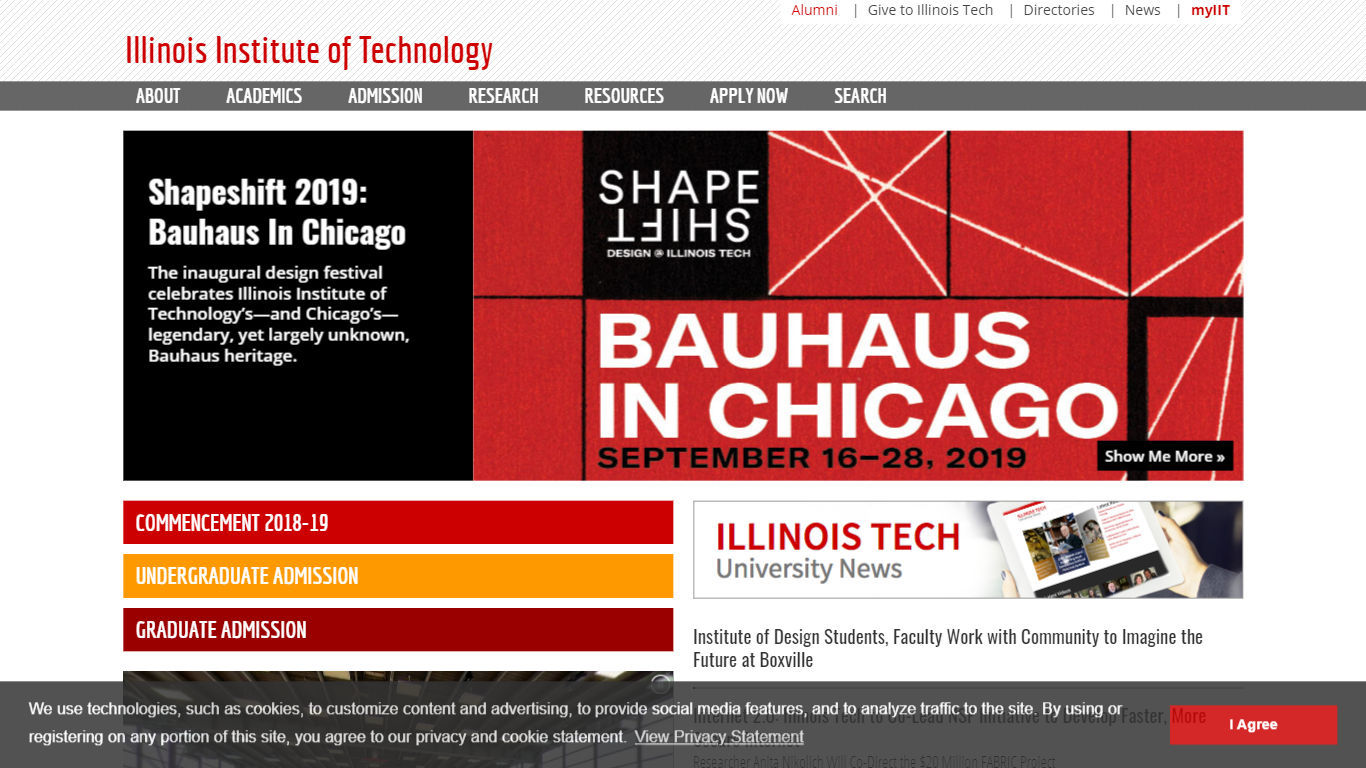 Alumni | Give to Illinois Tech | Directories | News | myIIT
Illinois Institute of Technology
ABOUT ACADEMICS ADMISSION RESEARCH RESOURCES APPLY NOW SEARCH
Shapeshift 2019:
Bauhaus In Chicago
The inaugural design festival
celebrates Illinois Institute of
Technology’s—and Chicago’s—
legendary, yet largely unknown,
Bauhaus heritage.
SHAPE
SHIFT
DESIGN @ ILLINOIS TECH
BAUHAUS
IN CHICAGO
SEPTEMBER 16–28, 2019
Show Me More »
COMMENCEMENT 2018-19
UNDERGRADUATE ADMISSION
GRADUATE ADMISSION
ILLINOIS TECH
University News
ILLINOIS TECH
Institute of Design Students, Faculty Work with Community to Imagine the
Future at Boxville
Internet 2.0: Illinois Tech to Co-Lead NSF Initiative to Develop Faster, More
Researcher Anita Nikolich Will Co-Direct the $20 Million FABRIC Project
We use technologies, such as cookies, to customize content and advertising, to provide social media features, and to analyze traffic to the site. By using or
registering on any portion of this site, you agree to our privacy and cookie statement. View Privacy Statement
I Agree